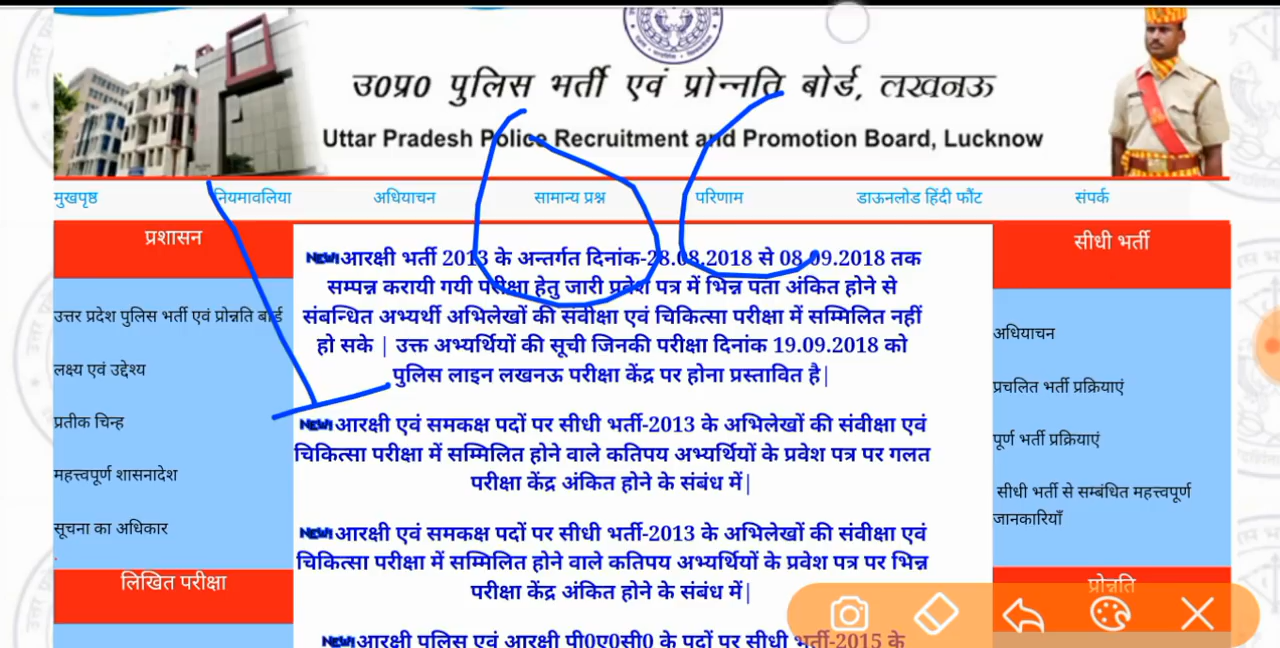 उ०प्र० पुलिस भर्ती एवं प्रोन्नति बोर्ड, लखनऊ
Uttar Pradesh Police Recruitment and Promotion Board, Lucknow
मुखपृष्ठ नियमावलिया अधियाचन सामान्य प्रश्न परिणाम डाऊनलोड हिंदी फौंट संपर्क
प्रशासन
उत्तर प्रदेश पुलिस भर्ती एवं प्रोन्नति बोर्ड
लक्ष्य एवं उद्देश्य
प्रतीक चिन्ह
महत्त्वपूर्ण शासनादेश
सूचना का अधिकार
लिखित परीक्षा
NEW! आरक्षी भर्ती 2013 के अन्तर्गत दिनांक-28.08.2018 से 08.09.2018 तक
सम्पन्न करायी गयी परीक्षा हेतु जारी प्रवेश पत्र में भिन्न पता अंकित होने से
संबन्धित अभ्यर्थी अभिलेखों की संवीक्षा एवं चिकित्सा परीक्षा में सम्मिलित नहीं
हो सके | उक्त अभ्यर्थियों की सूची जिनकी परीक्षा दिनांक 19.09.2018 को
पुलिस लाइन लखनऊ परीक्षा केंद्र पर होना प्रस्तावित है|
NEW! आरक्षी एवं समकक्ष पदों पर सीधी भर्ती-2013 के अभिलेखों की संवीक्षा एवं
चिकित्सा परीक्षा में सम्मिलित होने वाले कतिपय अभ्यर्थियों के प्रवेश पत्र पर गलत
परीक्षा केंद्र अंकित होने के संबंध में|
NEW! आरक्षी एवं समकक्ष पदों पर सीधी भर्ती-2013 के अभिलेखों की संवीक्षा एवं
चिकित्सा परीक्षा में सम्मिलित होने वाले कतिपय अभ्यर्थियों के प्रवेश पत्र पर भिन्न
परीक्षा केंद्र अंकित होने के संबंध में|
NEW! आरक्षी पुलिस एवं आरक्षी पी0ए0सी0 के पदों पर सीधी भर्ती-2015 के
सीधी भर्ती
अधियाचन
प्रचलित भर्ती प्रक्रियाएं
पूर्ण भर्ती प्रक्रियाएं
सीधी भर्ती से सम्बंधित महत्त्वपूर्ण
जानकारियाँ
प्रोन्नति